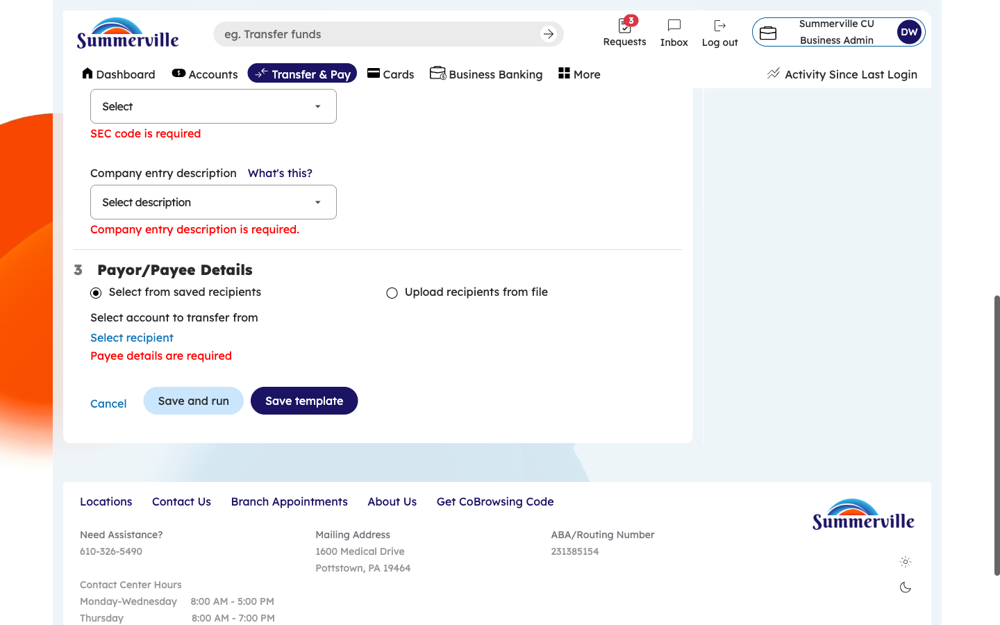 Summerville
eg. Transfer funds
3
Requests
Inbox
Log out
Summerville CU
Business Admin
DW
Dashboard
Accounts
Transfer & Pay
Cards
Business Banking
More
Activity Since Last Login
Select
SEC code is required
Company entry description What's this?
Select description
Company entry description is required.
3 Payor/Payee Details
Select from saved recipients
Upload recipients from file
Select account to transfer from
Select recipient
Payee details are required
Cancel
Save and run
Save template
Locations
Contact Us
Branch Appointments
About Us
Get CoBrowsing Code
Summerville
Need Assistance?
610-326-5490
Mailing Address
1600 Medical Drive
Pottstown, PA 19464
ABA/Routing Number
231385154
Contact Center Hours
Monday-Wednesday 8:00 AM - 5:00 PM
Thursday 8:00 AM - 7:00 PM